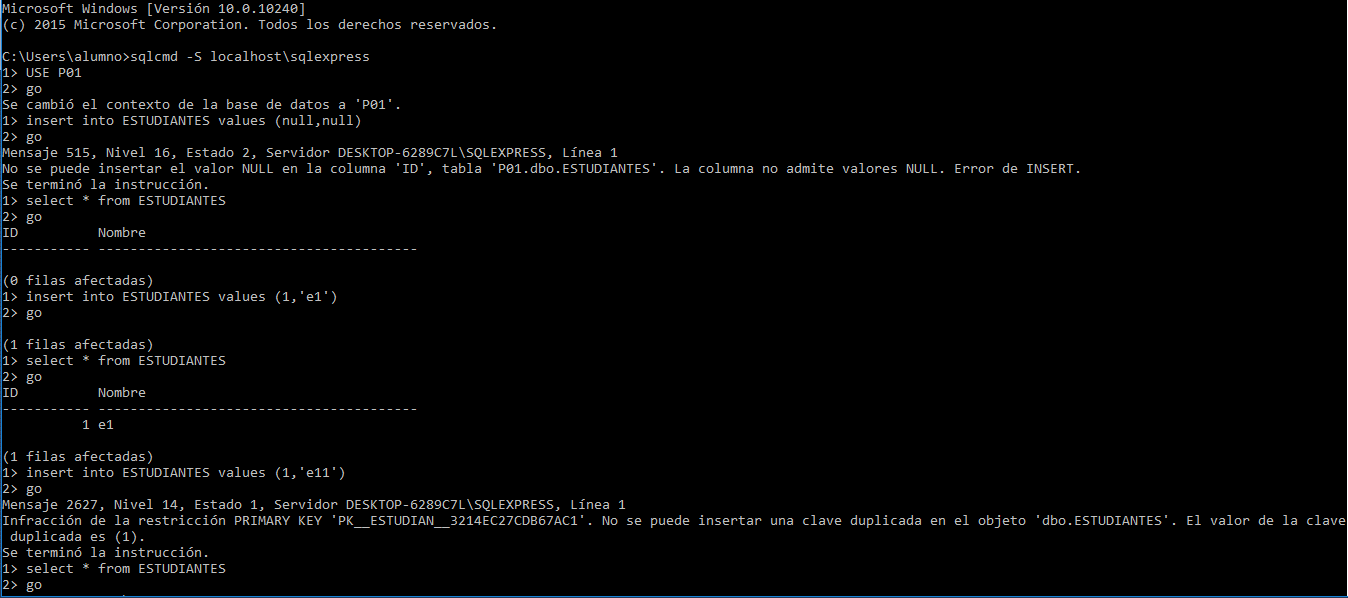 Microsoft Windows [Versión 10.0.10240]
(c) 2015 Microsoft Corporation. Todos los derechos reservados.
C:\Users\alumno>sqlcmd -S localhost\sqlexpress
1> USE P01
2> go
Se cambió el contexto de la base de datos a 'P01'.
1> insert into ESTUDIANTES values (null,null)
2> go
Mensaje 515, Nivel 16, Estado 2, Servidor DESKTOP-6289C7L\SQLEXPRESS, Línea 1
No se puede insertar el valor NULL en la columna 'ID', tabla 'P01.dbo.ESTUDIANTES'. La columna no admite valores NULL. Error de INSERT.
Se terminó la instrucción.
1> select * from ESTUDIANTES
2> go
ID          Nombre
----------- ----------------------------------------
(0 filas afectadas)
1> insert into ESTUDIANTES values (1,'e1')
2> go
(1 filas afectadas)
1> select * from ESTUDIANTES
2> go
ID          Nombre
----------- ----------------------------------------
          1 e1
(1 filas afectadas)
1> insert into ESTUDIANTES values (1,'e11')
2> go
Mensaje 2627, Nivel 14, Estado 1, Servidor DESKTOP-6289C7L\SQLEXPRESS, Línea 1
Infracción de la restricción PRIMARY KEY 'PK__ESTUDIAN__3214EC27CDB67AC1'. No se puede insertar una clave duplicada en el objeto 'dbo.ESTUDIANTES'. El valor de la clave
 duplicada es (1).
Se terminó la instrucción.
1> select * from ESTUDIANTES
2> go